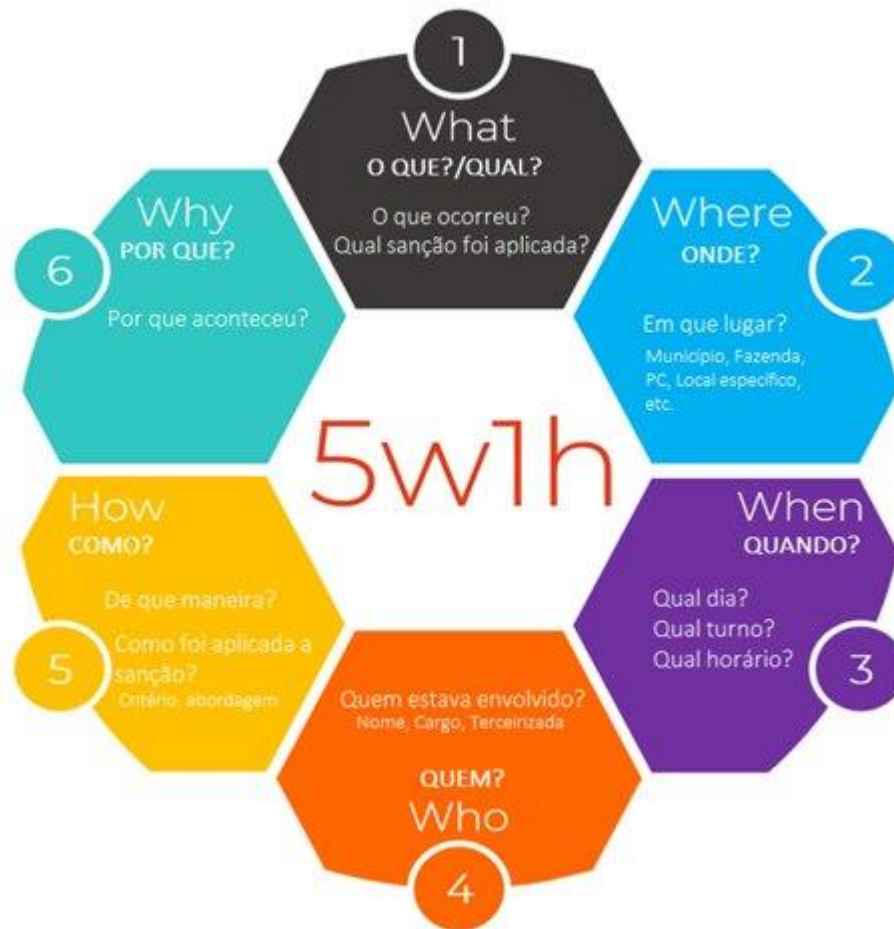 1
What
O QUE?/QUAL?
O que ocorreu?
Qual sanção foi aplicada?
Where
ONDE?
2
Em que lugar?
Município, Fazenda,
PC, Local específico,
etc.
When
QUANDO?
Qual dia?
Qual turno?
Qual horário?
3
Quem estava envolvido?
Nome, Cargo, Terceirizada
QUEM?
Who
4
How
COMO?
De que maneira?
Como foi aplicada a
sanção?
Critério, abordagem
5
Why
POR QUE?
6
Por que aconteceu?
5w1h